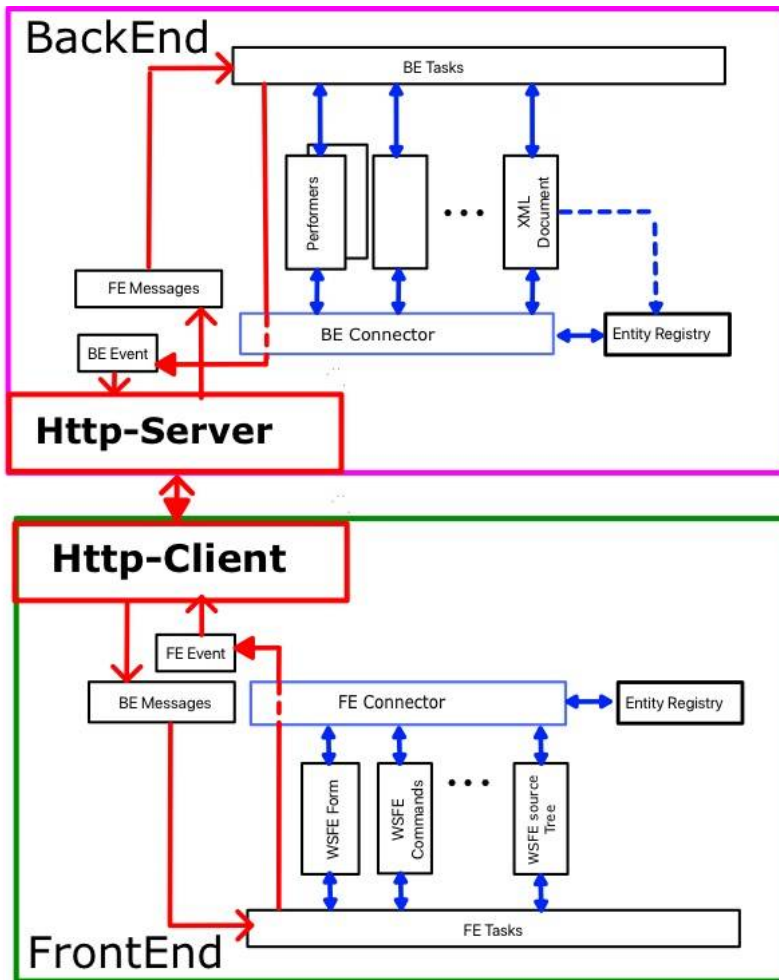 BackEnd
BE Tasks
Performers
XML
Document
FE Messages
BE Connector
Entity Registry
BE Event
Http-Server
Http-Client
FE Event
BE Messages
FE Connector
Entity Registry
WSFE Form
WSFE
Commands
WSFE source
Tree
FE Tasks
FrontEnd